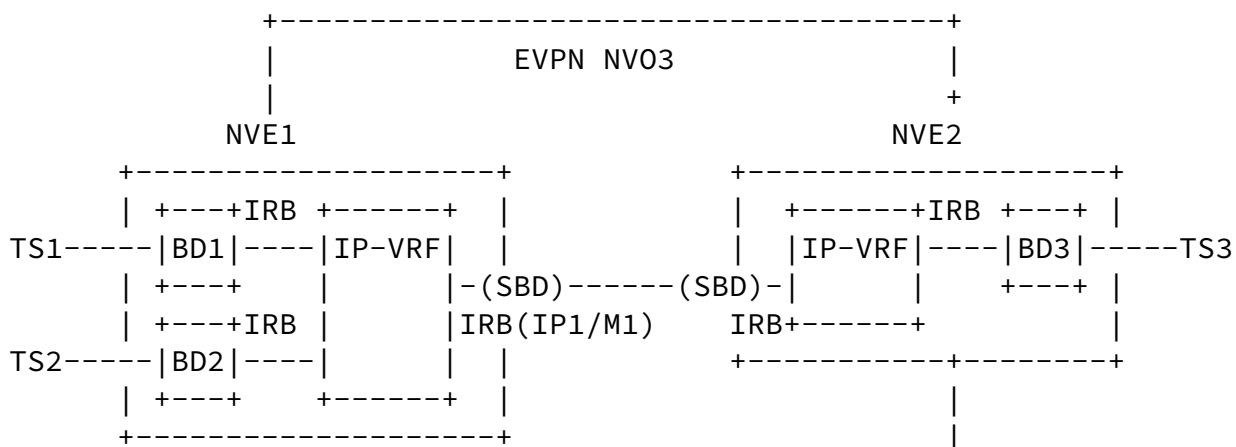 +--------------------------------------+
|             EVPN NVO3                |
|                                      +
NVE1                                 NVE2
+--------------------+            +--------------------+
| +---+IRB +------+  |            |  +------+IRB +---+ |
TS1-----|BD1|----|IP-VRF|  |            |  |IP-VRF|----|BD3|-----TS3
| +---+    |      |-(SBD)------(SBD)-|      |    +---+ |
| +---+IRB |      |IRB(IP1/M1)    IRB+------+          |
TS2-----|BD2|----|      |  |            +-----------+--------+
| +---+    +------+  |                        |
+--------------------+                        |